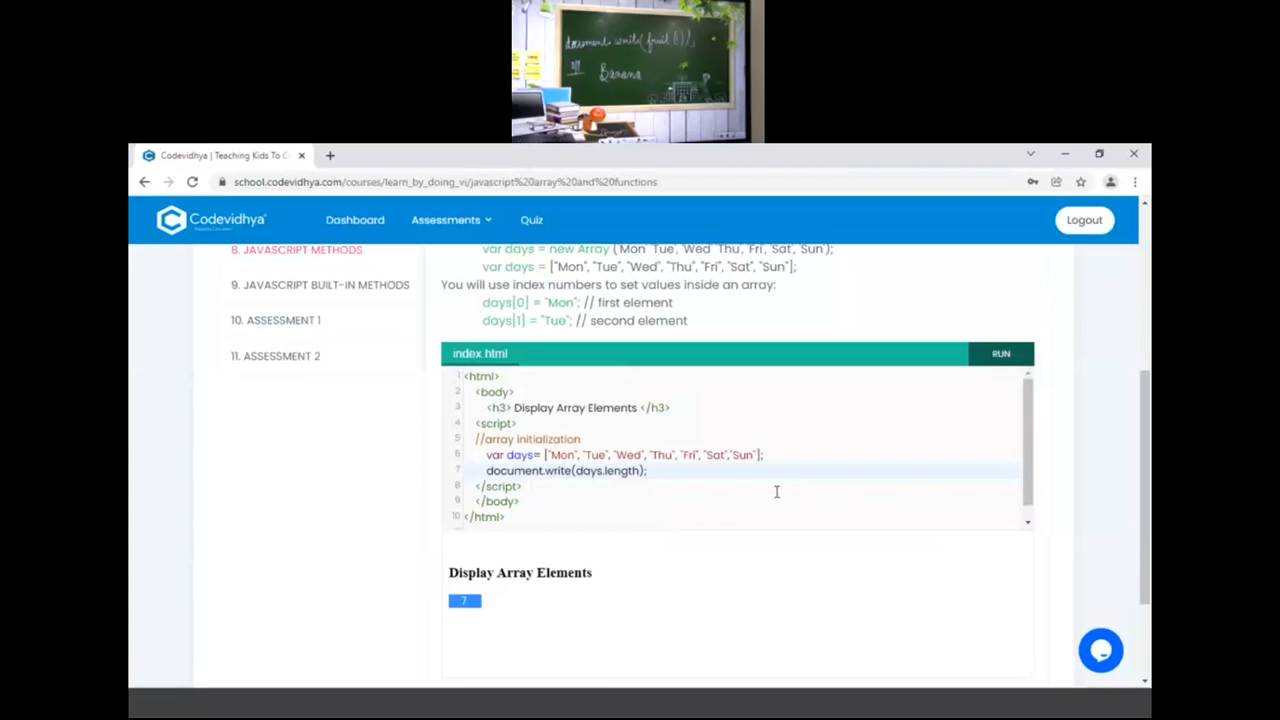 document.write(fruit[1]);
Banana
Codevidhya | Teaching Kids To C
school.codevidhya.com/courses/learn_by_doing_vi/javascript%20array%20and%20functions
Codevidhya
Dashboard
Assessments
Quiz
Logout
8. JAVASCRIPT METHODS
9. JAVASCRIPT BUILT-IN METHODS
10. ASSESSMENT 1
11. ASSESSMENT 2
var days = new Array ('Mon' 'Tue', 'Wed' 'Thu', 'Fri', 'Sat', 'Sun');
var days = ["Mon", "Tue", "Wed", "Thu", "Fri", "Sat", "Sun"];
You will use index numbers to set values inside an array:
days[0] = "Mon"; // first element
days[1] = "Tue"; // second element
index.html
RUN
1 <html>
2 <body>
3 <h3> Display Array Elements </h3>
4 <script>
5 //array initialization
6 var days= ["Mon", "Tue", "Wed", "Thu", "Fri", "Sat","Sun"];
7 document.write(days.length);
8 </script>
9 </body>
10 </html>
Display Array Elements
7